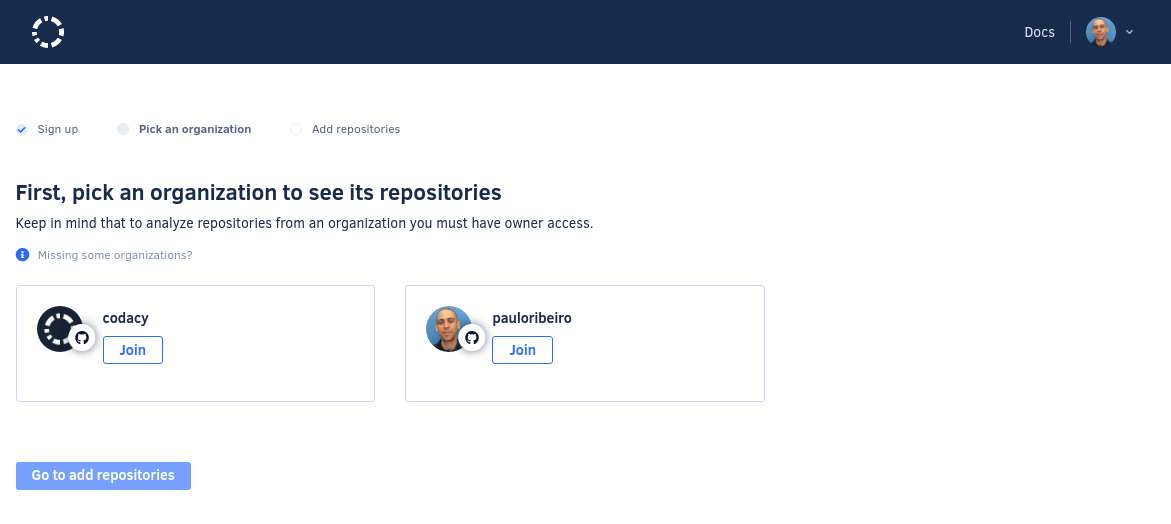 Docs
Sign up Pick an organization Add repositories
First, pick an organization to see its repositories
Keep in mind that to analyze repositories from an organization you must have owner access.
Missing some organizations?
codacy
Join
pauloribeiro
Join
Go to add repositories